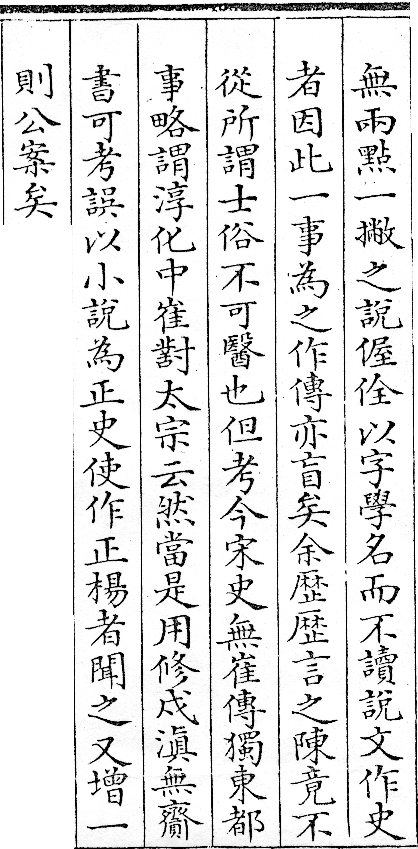 無兩點一撇之說偓佺以字學名而不讀說文作史
者因此一事為之作傳亦盲矣余歷歷言之陳竟不
從所謂士俗不可醫也但考今宋史無崔傳獨東都
事略謂淳化中崔對太宗云然當是用修戍滇無齎
書可考誤以小說為正史使作正楊者聞之又增一
則公案矣